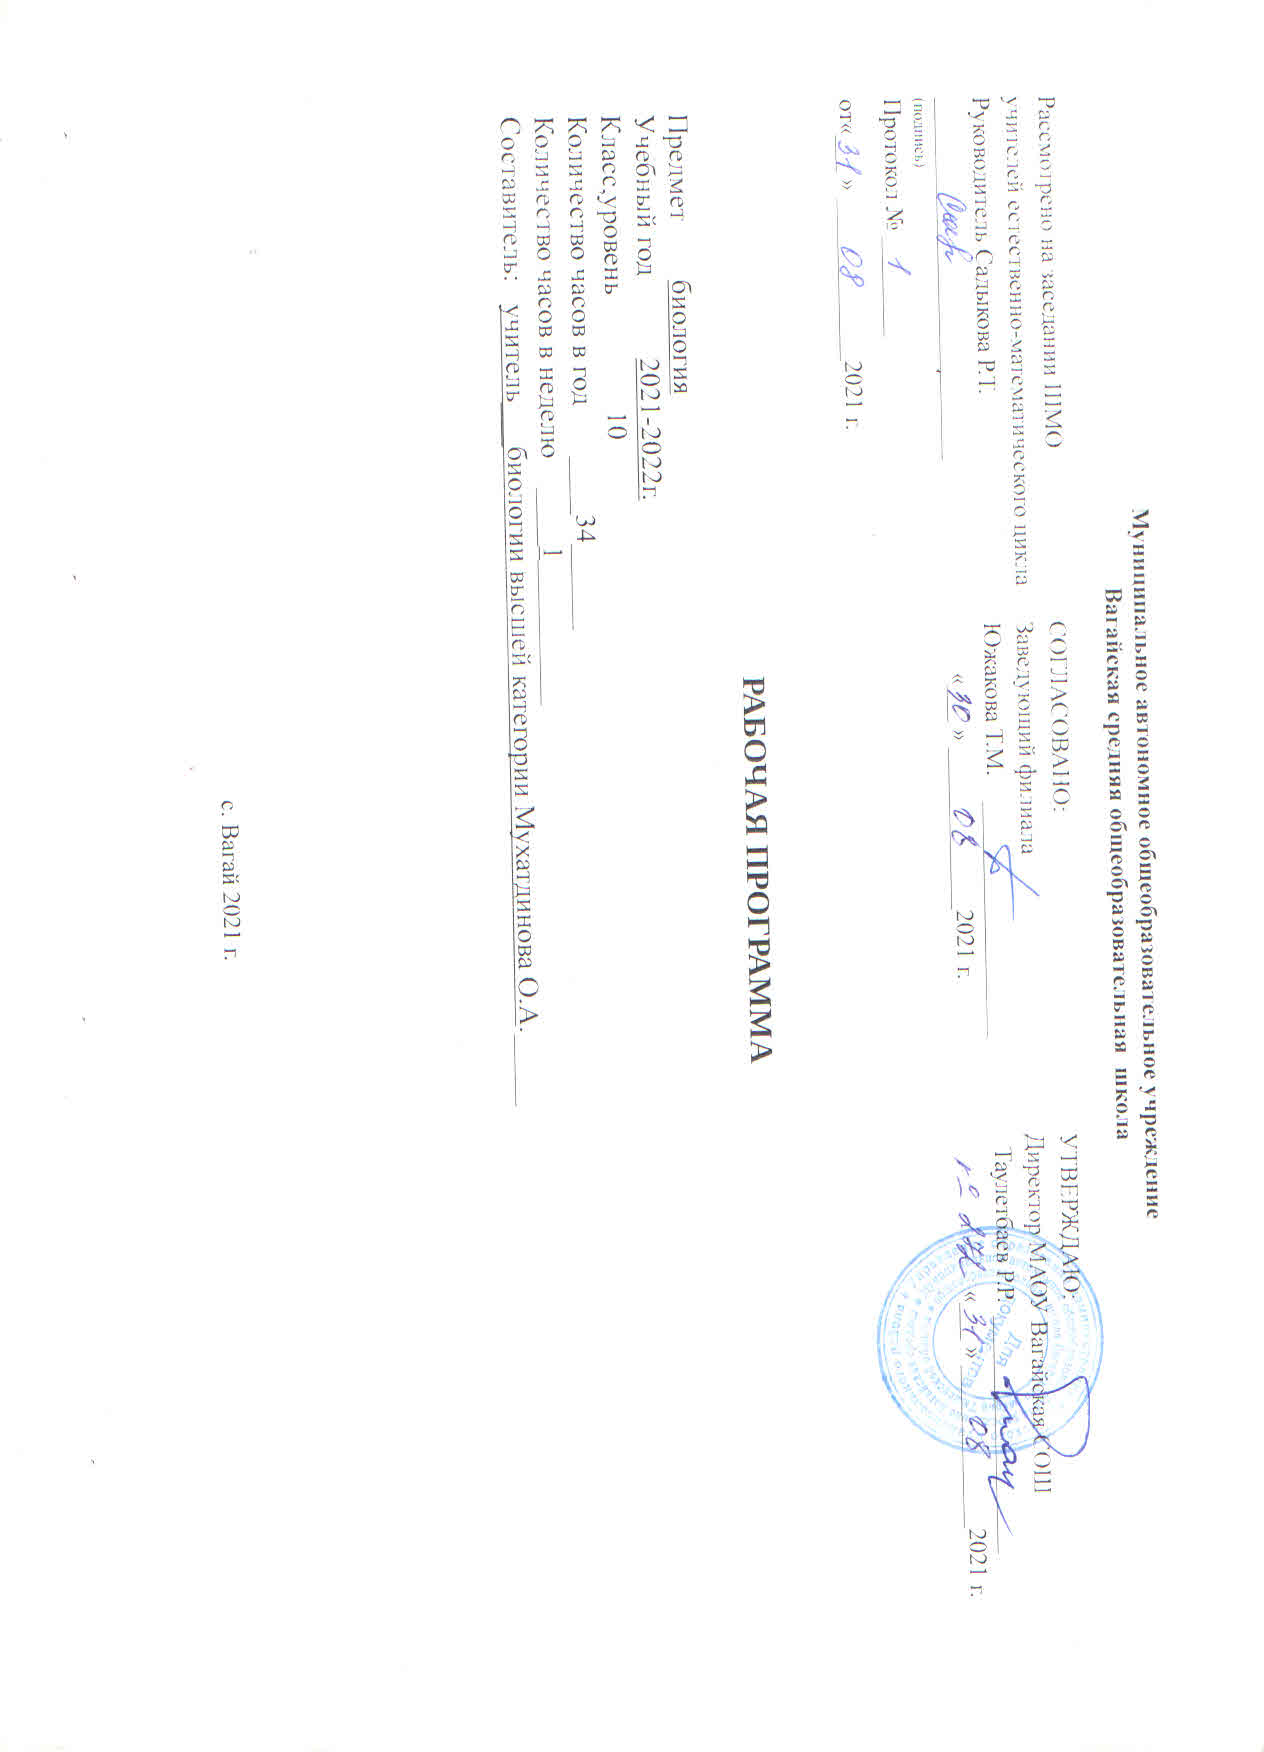 Муниципальное автономное общеобразовательное учреждение
Вагайская средняя общеобразовательная школа
Рассмотрено на заседании ШМО
учителей естественно-математического цикла
Руководитель Садыкова Р.Т.
(подпись)
Протокол № 1
от« 31 » 08 2021 г.
СОГЛАСОВАНО:
Заведующий филиала
Южакова Т.М.
« 30 » 08 2021 г.
УТВЕРЖДАЮ:
Директор МАОУ Вагайская СОШ
Таулетбаев Р.Р.
« 31 » 08 2021 г.
Для
документов
РАБОЧАЯ ПРОГРАММА
Предмет биология
Учебный год 2021-2022г.
Класс,уровень 10
Количество часов в год 34
Количество часов в неделю 1
Составитель: учитель биологии высшей категории Мухатдинова О.А.
с. Вагай 2021 г.